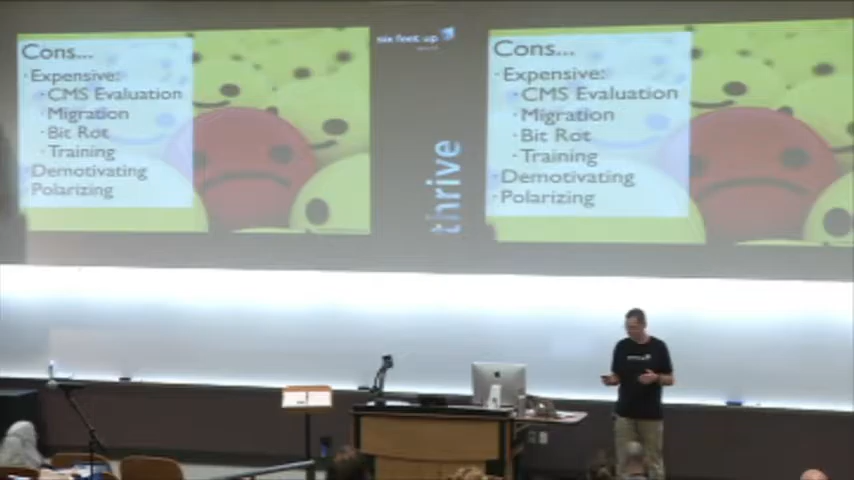 Cons...
· Expensive:
· CMS Evaluation
· Migration
· Bit Rot
· Training
Demotivating
Polarizing
six feet up
thrive
Cons...
· Expensive:
· CMS Evaluation
· Migration
· Bit Rot
· Training
· Demotivating
· Polarizing